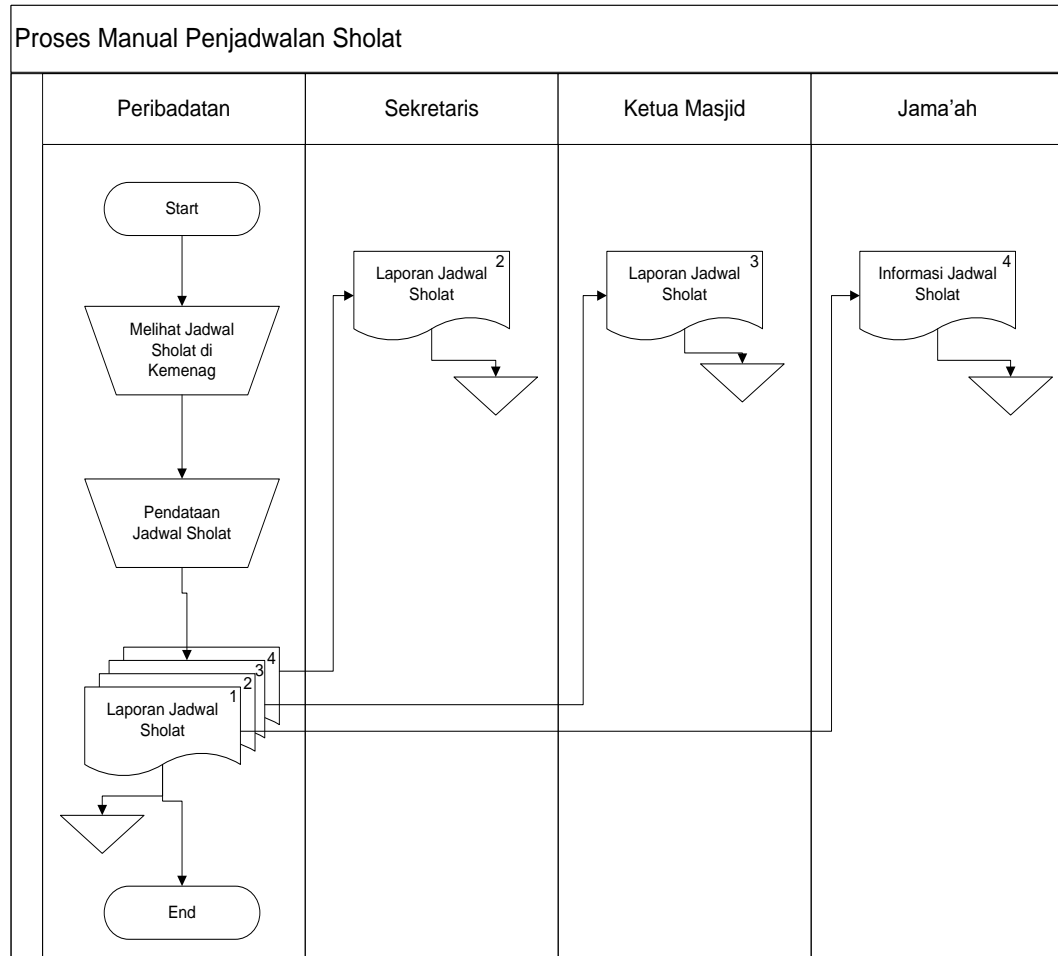 Proses Manual Penjadwalan Sholat
Peribadatan
Sekretaris
Ketua Masjid
Jama'ah
Start
Melihat Jadwal
Sholat di
Kemenag
Pendataan
Jadwal Sholat
4
3
2
1
Laporan Jadwal
Sholat
End
2
Laporan Jadwal
Sholat
3
Laporan Jadwal
Sholat
4
Informasi Jadwal
Sholat